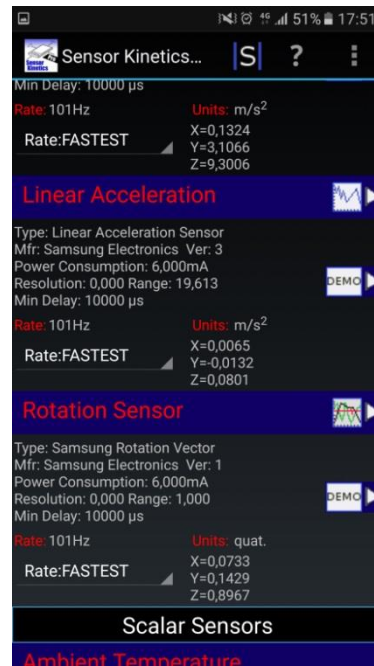 51% 17:51
Sensor Kinetics... |S| ?
Min Delay: 10000 µs
Rate: 101Hz Units: m/s²
Rate:FASTEST
X=0,1324
Y=3,1066
Z=9,3006
Linear Acceleration
Type: Linear Acceleration Sensor
Mfr: Samsung Electronics Ver: 3
Power Consumption: 6,000mA
Resolution: 0,000 Range: 19,613
Min Delay: 10000 µs
DEMO
Rate: 101Hz Units: m/s²
Rate:FASTEST
X=0,0065
Y=-0,0132
Z=0,0801
Rotation Sensor
Type: Samsung Rotation Vector
Mfr: Samsung Electronics Ver: 1
Power Consumption: 6,000mA
Resolution: 0,000 Range: 1,000
Min Delay: 10000 µs
DEMO
Rate: 101Hz Units: quat.
Rate:FASTEST
X=0,0733
Y=0,1429
Z=0,8967
Scalar Sensors
Ambient Temperature